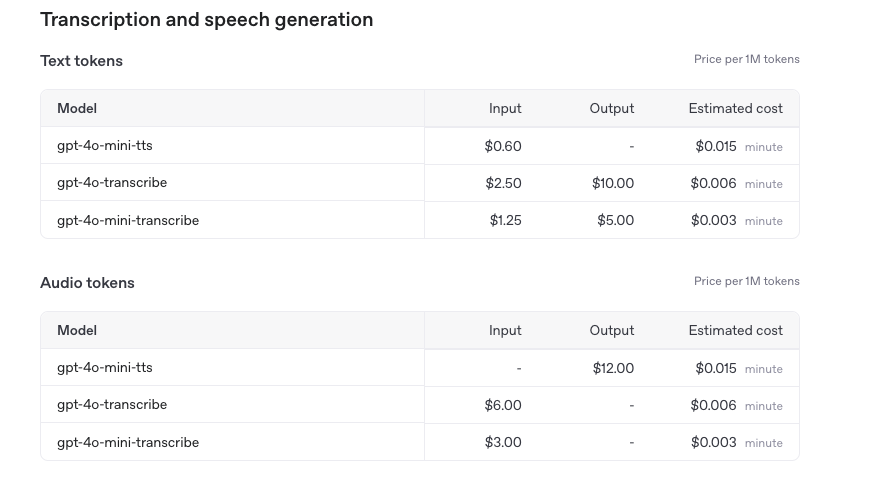 Transcription and speech generation
Text tokens Price per 1M tokens
Model Input Output Estimated cost
gpt-4o-mini-tts $0.60 - $0.015 minute
gpt-4o-transcribe $2.50 $10.00 $0.006 minute
gpt-4o-mini-transcribe $1.25 $5.00 $0.003 minute
Audio tokens Price per 1M tokens
Model Input Output Estimated cost
gpt-4o-mini-tts - $12.00 $0.015 minute
gpt-4o-transcribe $6.00 - $0.006 minute
gpt-4o-mini-transcribe $3.00 - $0.003 minute